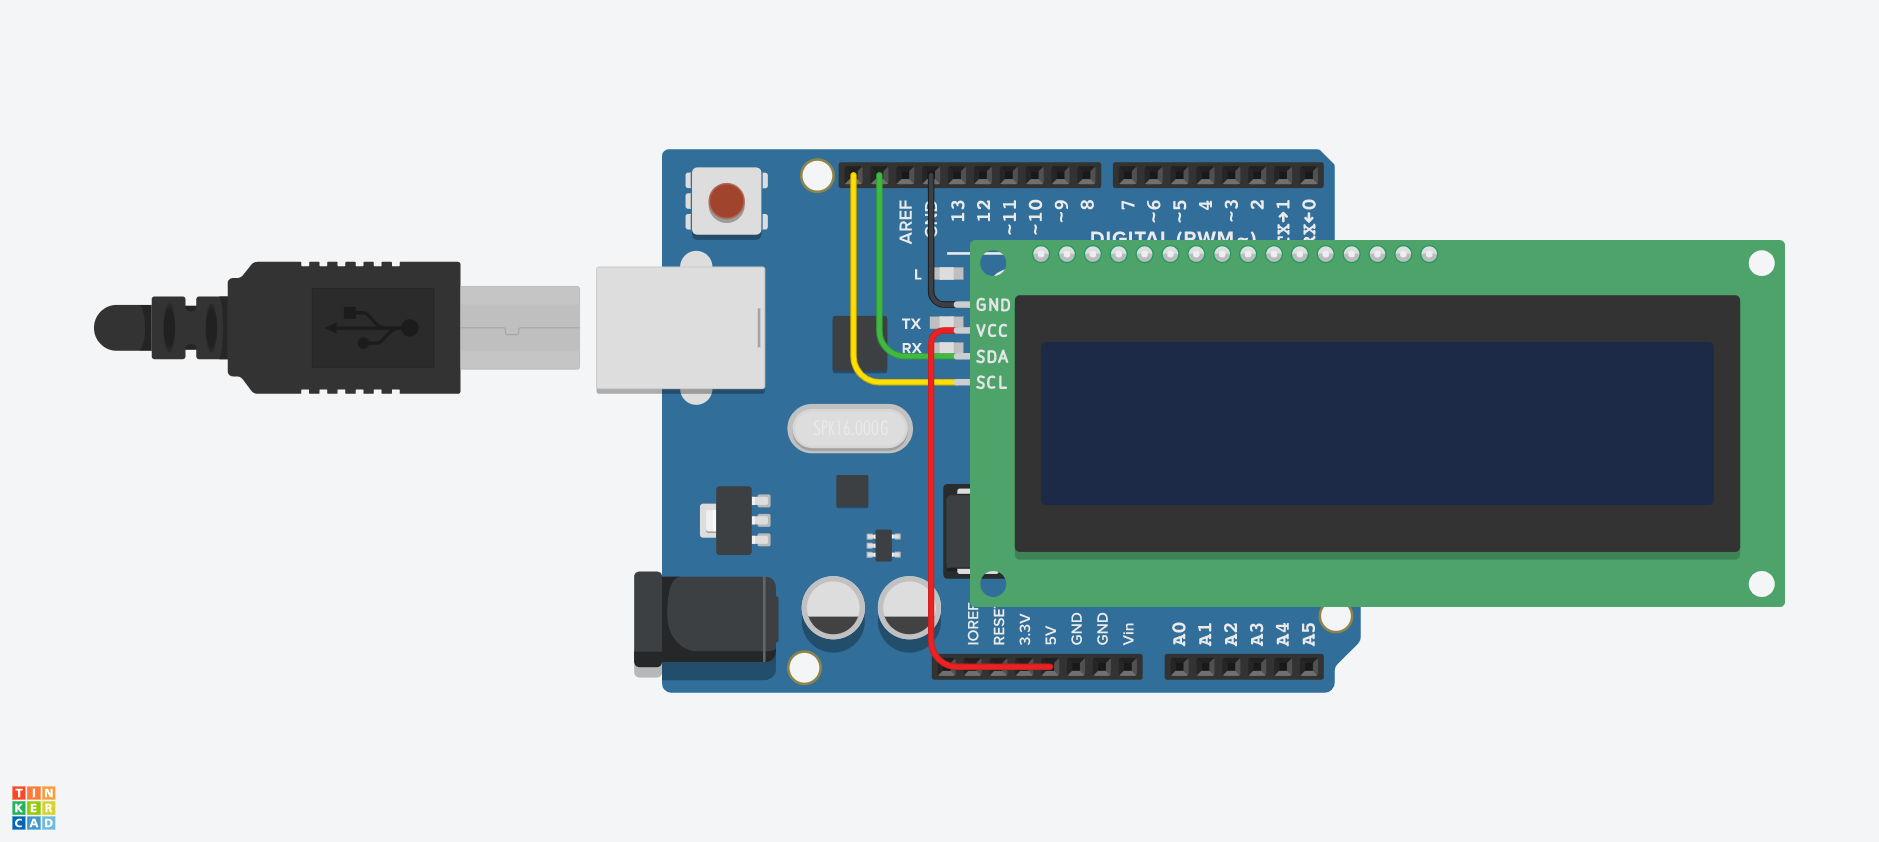 AREF
GND
13
12
~11
~10
~9
8
7
~6
~5
4
~3
2
1
RX←0
DIGITAL (PWM~)
L
TX
RX
GND
VCC
SDA
SCL
SPK16.000G
IOREF
RESE
3.3V
5V
GND
GND
Vin
A0
A1
A2
A3
A4
A5
TIN
KER
CAD